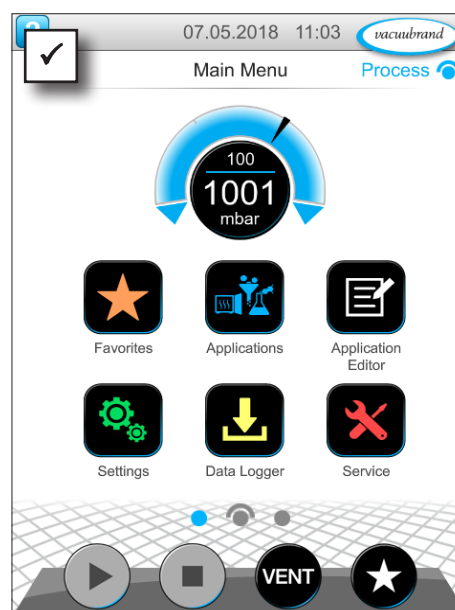 07.05.2018 11:03 vacuubrand
Main Menu Process
100
1001
mbar
Favorites Applications Application
Editor
Settings Data Logger Service
VENT